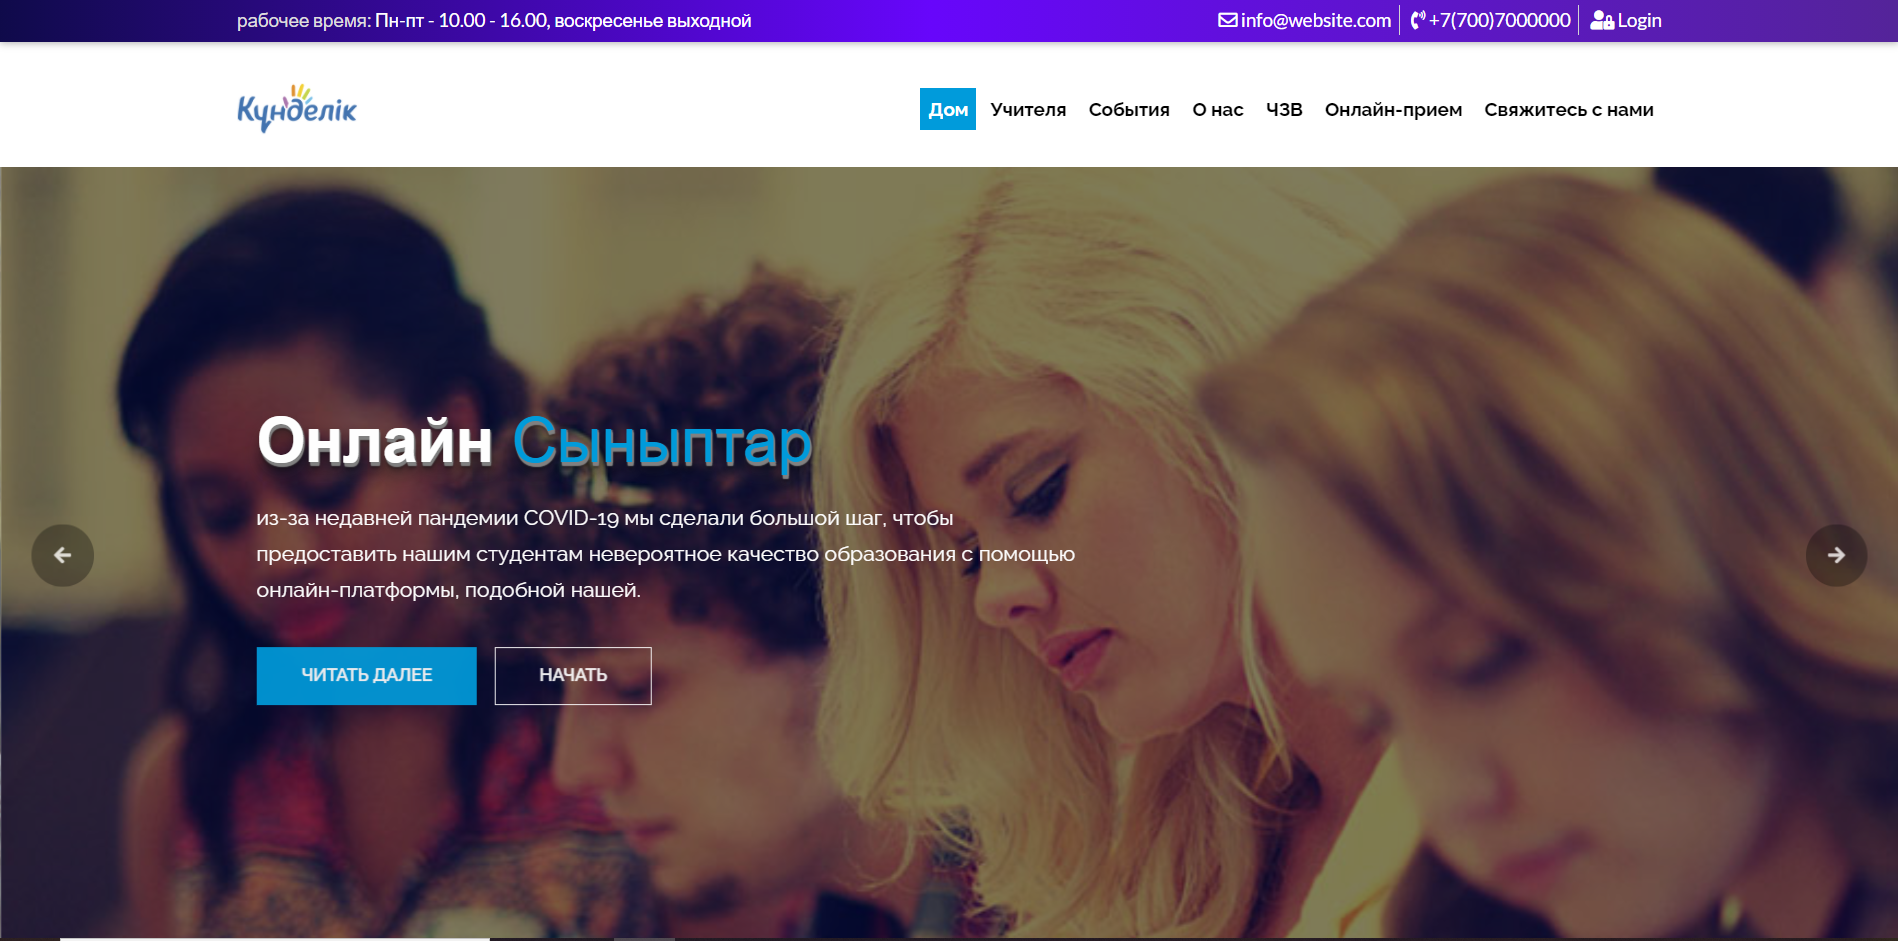 рабочее время: Пн-пт - 10.00 - 16.00, воскресенье выходной
info@website.com
+7(700)7000000
Login
Күнделік
Дом
Учителя
События
О нас
ЧЗВ
Онлайн-прием
Свяжитесь с нами
Онлайн Сыныптар
из-за недавней пандемии COVID-19 мы сделали большой шаг, чтобы
предоставить нашим студентам невероятное качество образования с помощью
онлайн-платформы, подобной нашей.
ЧИТАТЬ ДАЛЕЕ
НАЧАТЬ